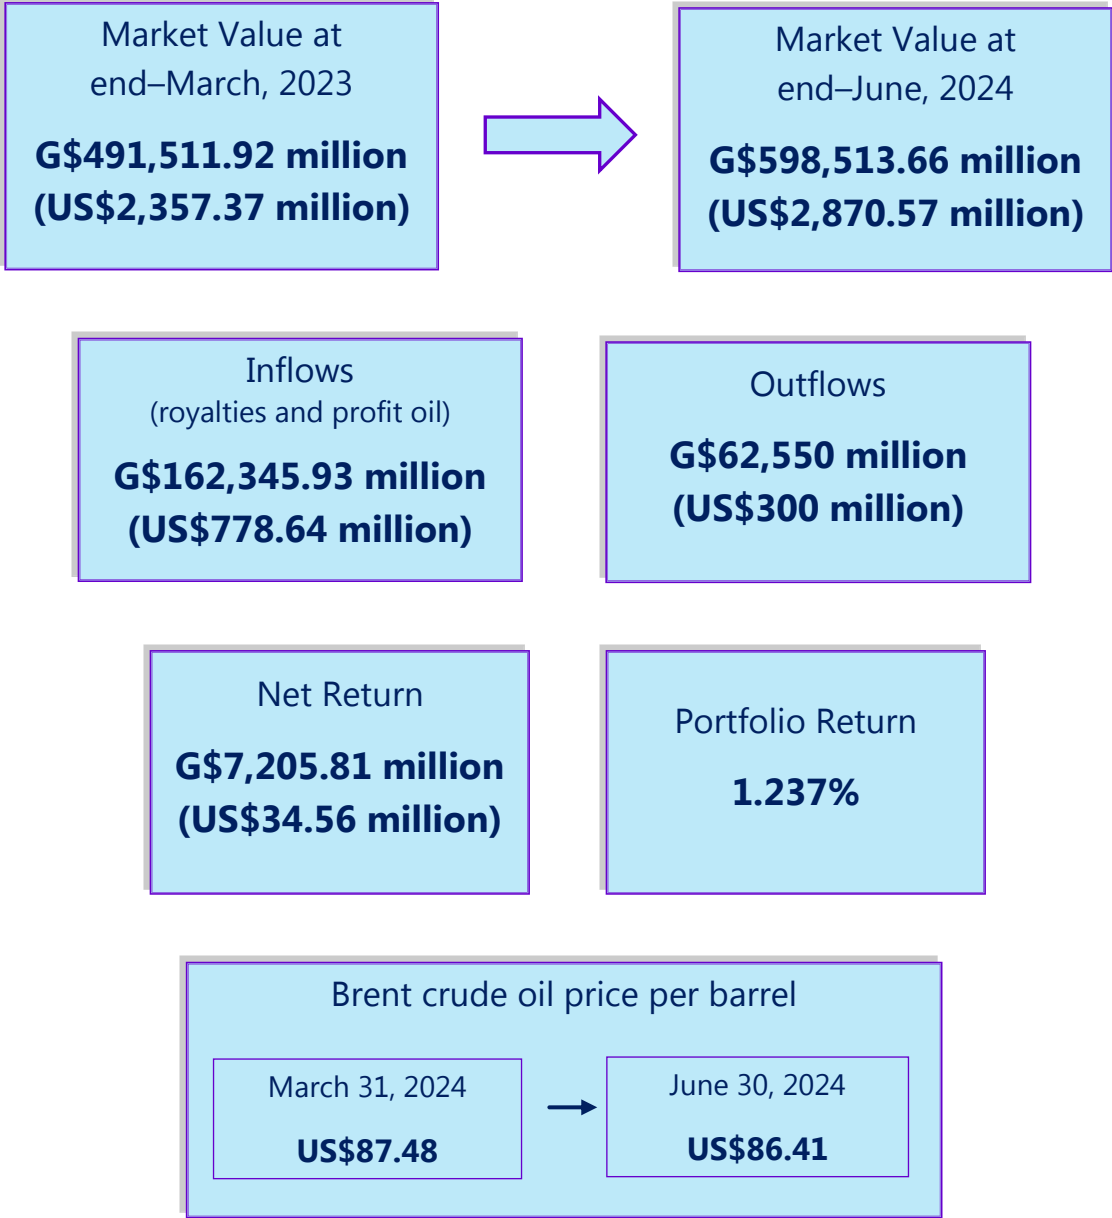 Market Value at
end–March, 2023
G$491,511.92 million
(US$2,357.37 million)
Market Value at
end–June, 2024
G$598,513.66 million
(US$2,870.57 million)
Inflows
(royalties and profit oil)
G$162,345.93 million
(US$778.64 million)
Outflows
G$62,550 million
(US$300 million)
Net Return
G$7,205.81 million
(US$34.56 million)
Portfolio Return
1.237%
Brent crude oil price per barrel
March 31, 2024
US$87.48
June 30, 2024
US$86.41